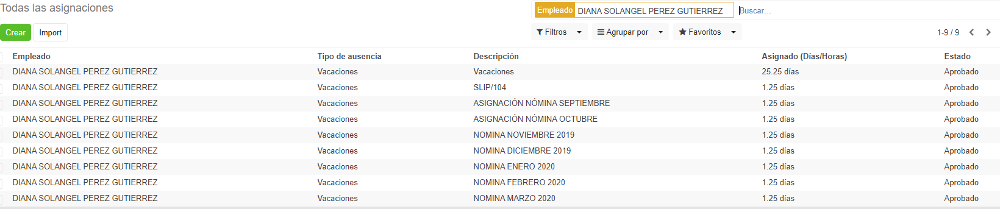 Todas las asignaciones
Empleado DIANA SOLANGEL PEREZ GUTIERREZ Buscar...
Crear Import Filtros Agrupar por Favoritos 1-9 / 9
Empleado Tipo de ausencia Descripción Asignado (Días/Horas) Estado
DIANA SOLANGEL PEREZ GUTIERREZ Vacaciones Vacaciones 25.25 días Aprobado
DIANA SOLANGEL PEREZ GUTIERREZ Vacaciones SLIP/104 1.25 días Aprobado
DIANA SOLANGEL PEREZ GUTIERREZ Vacaciones ASIGNACIÓN NÓMINA SEPTIEMBRE 1.25 días Aprobado
DIANA SOLANGEL PEREZ GUTIERREZ Vacaciones ASIGNACIÓN NÓMINA OCTUBRE 1.25 días Aprobado
DIANA SOLANGEL PEREZ GUTIERREZ Vacaciones NOMINA NOVIEMBRE 2019 1.25 días Aprobado
DIANA SOLANGEL PEREZ GUTIERREZ Vacaciones NOMINA DICIEMBRE 2019 1.25 días Aprobado
DIANA SOLANGEL PEREZ GUTIERREZ Vacaciones NOMINA ENERO 2020 1.25 días Aprobado
DIANA SOLANGEL PEREZ GUTIERREZ Vacaciones NOMINA FEBRERO 2020 1.25 días Aprobado
DIANA SOLANGEL PEREZ GUTIERREZ Vacaciones NOMINA MARZO 2020 1.25 días Aprobado